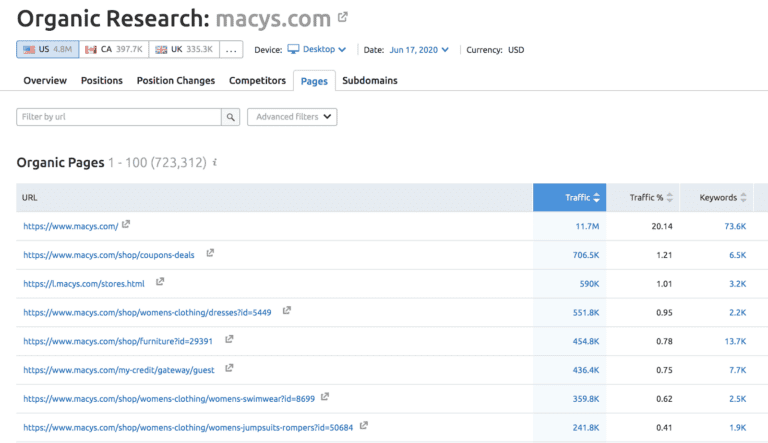 Organic Research: macys.com
US 4.8M CA 397.7K UK 335.3K ... Device: Desktop Date: Jun 17, 2020 Currency: USD
Overview Positions Position Changes Competitors Pages Subdomains
Filter by url Advanced filters
Organic Pages 1 - 100 (723,312) i
URL Traffic Traffic % Keywords
https://www.macys.com/ 11.7M 20.14 73.6K
https://www.macys.com/shop/coupons-deals 706.5K 1.21 6.5K
https://l.macys.com/stores.html 590K 1.01 3.2K
https://www.macys.com/shop/womens-clothing/dresses?id=5449 551.8K 0.95 2.2K
https://www.macys.com/shop/furniture?id=29391 454.8K 0.78 13.7K
https://www.macys.com/my-credit/gateway/guest 436.4K 0.75 7.7K
https://www.macys.com/shop/womens-clothing/womens-swimwear?id=8699 359.8K 0.62 2.5K
https://www.macys.com/shop/womens-clothing/womens-jumpsuits-rompers?id=50684 241.8K 0.41 1.9K